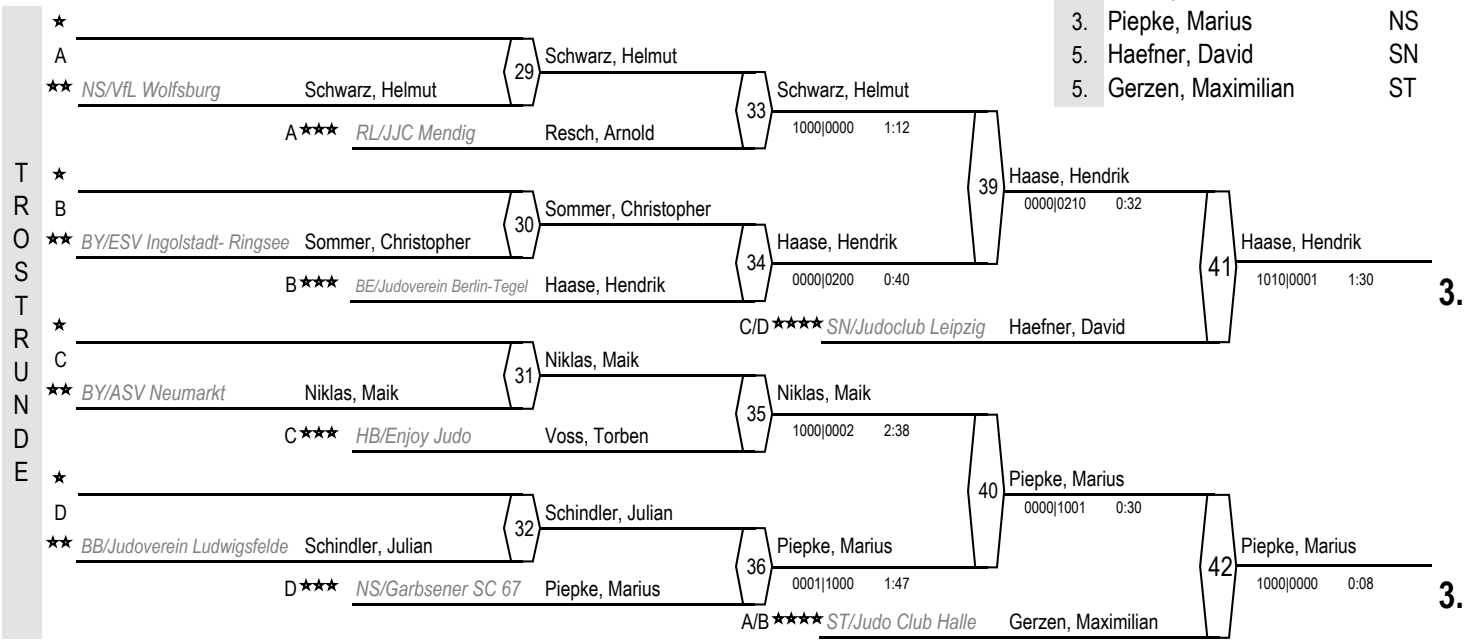 3. Piepke, Marius NS
5. Haefner, David SN
5. Gerzen, Maximilian ST
TROSTRUNDE
A
29
Schwarz, Helmut
NS/VfL Wolfsburg Schwarz, Helmut
33
Schwarz, Helmut
1000|0000 1:12
A RL/JJC Mendig Resch, Arnold
39
Haase, Hendrik
0000|0210 0:32
B
30
Sommer, Christopher
BY/ESV Ingolstadt- Ringsee Sommer, Christopher
34
Haase, Hendrik
0000|0200 0:40
B BE/Judoverein Berlin-Tegel Haase, Hendrik
41
Haase, Hendrik
1010|0001 1:30
3.
C/D SN/Judoclub Leipzig Haefner, David
C
31
Niklas, Maik
BY/ASV Neumarkt Niklas, Maik
35
Niklas, Maik
1000|0002 2:38
C HB/Enjoy Judo Voss, Torben
40
Piepke, Marius
0000|1001 0:30
D
32
Schindler, Julian
BB/Judoverein Ludwigsfelde Schindler, Julian
36
Piepke, Marius
0001|1000 1:47
D NS/Garbsener SC 67 Piepke, Marius
42
Piepke, Marius
1000|0000 0:08
3.
A/B ST/Judo Club Halle Gerzen, Maximilian